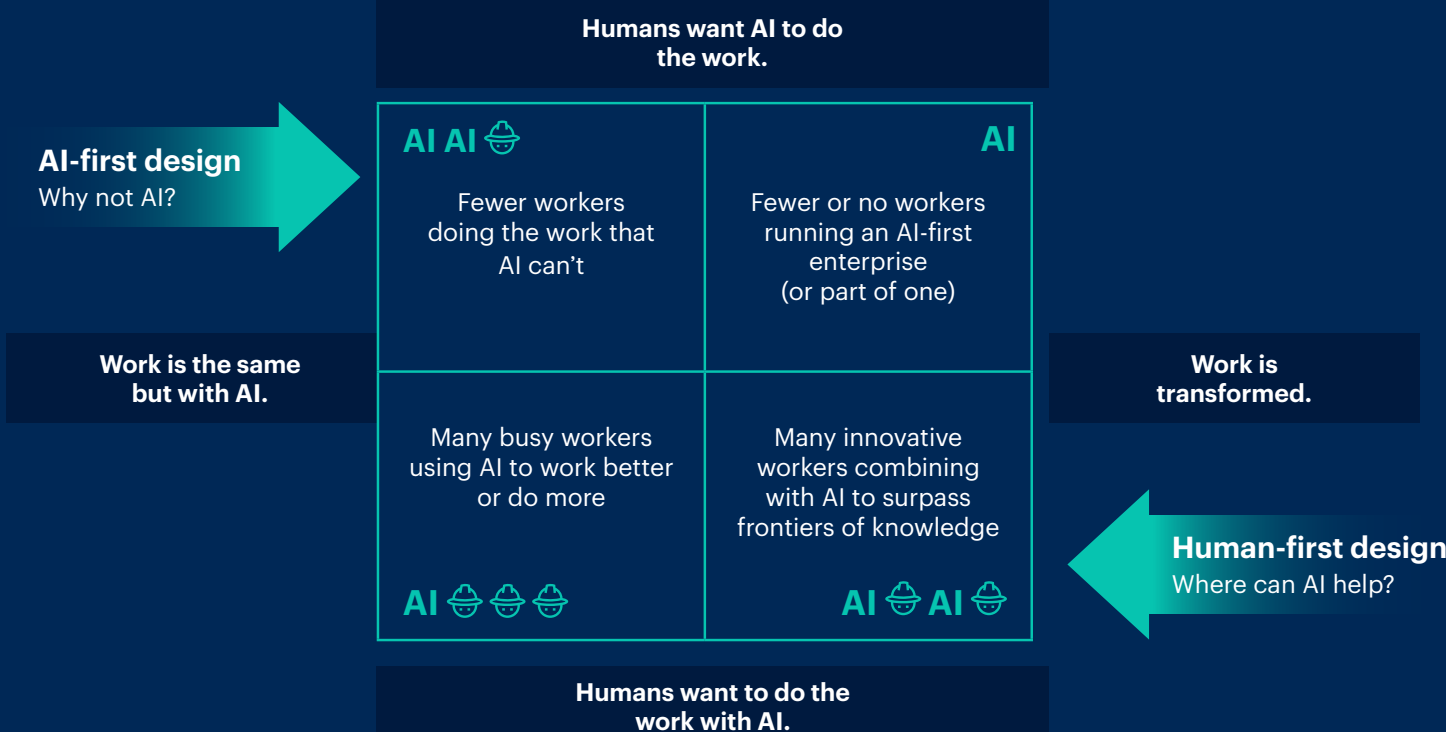 Humans want AI to do
the work.
AI-first design
Why not AI?
AI AI
Fewer workers
doing the work that
AI can't
AI
Fewer or no workers
running an AI-first
enterprise
(or part of one)
Work is the same
but with AI.
Work is
transformed.
Many busy workers
using AI to work better
or do more
AI
Many innovative
workers combining
with AI to surpass
frontiers of knowledge
AI AI
Human-first design
Where can AI help?
Humans want to do the
work with AI.